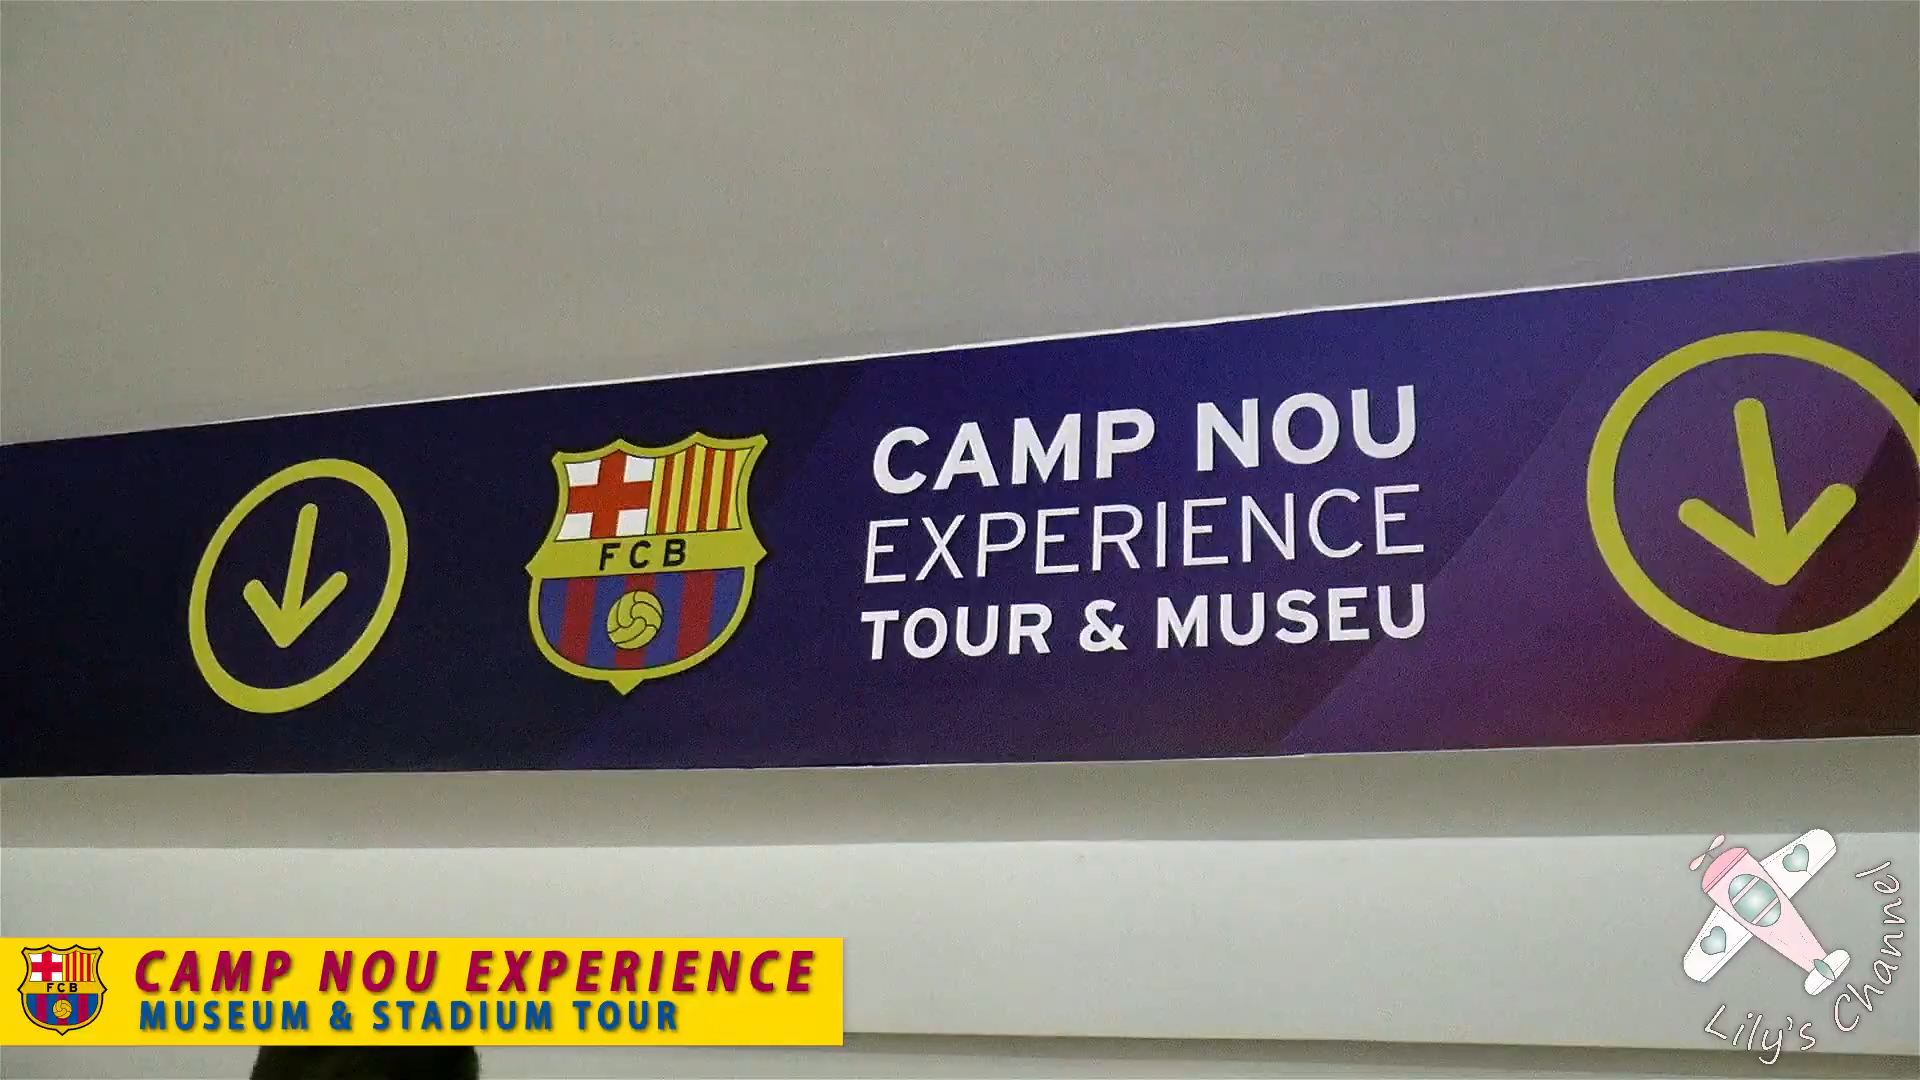 CAMP NOU
EXPERIENCE
TOUR & MUSEU
FCB
FCB
CAMP NOU EXPERIENCE
MUSEUM & STADIUM TOUR
Lily's Channel